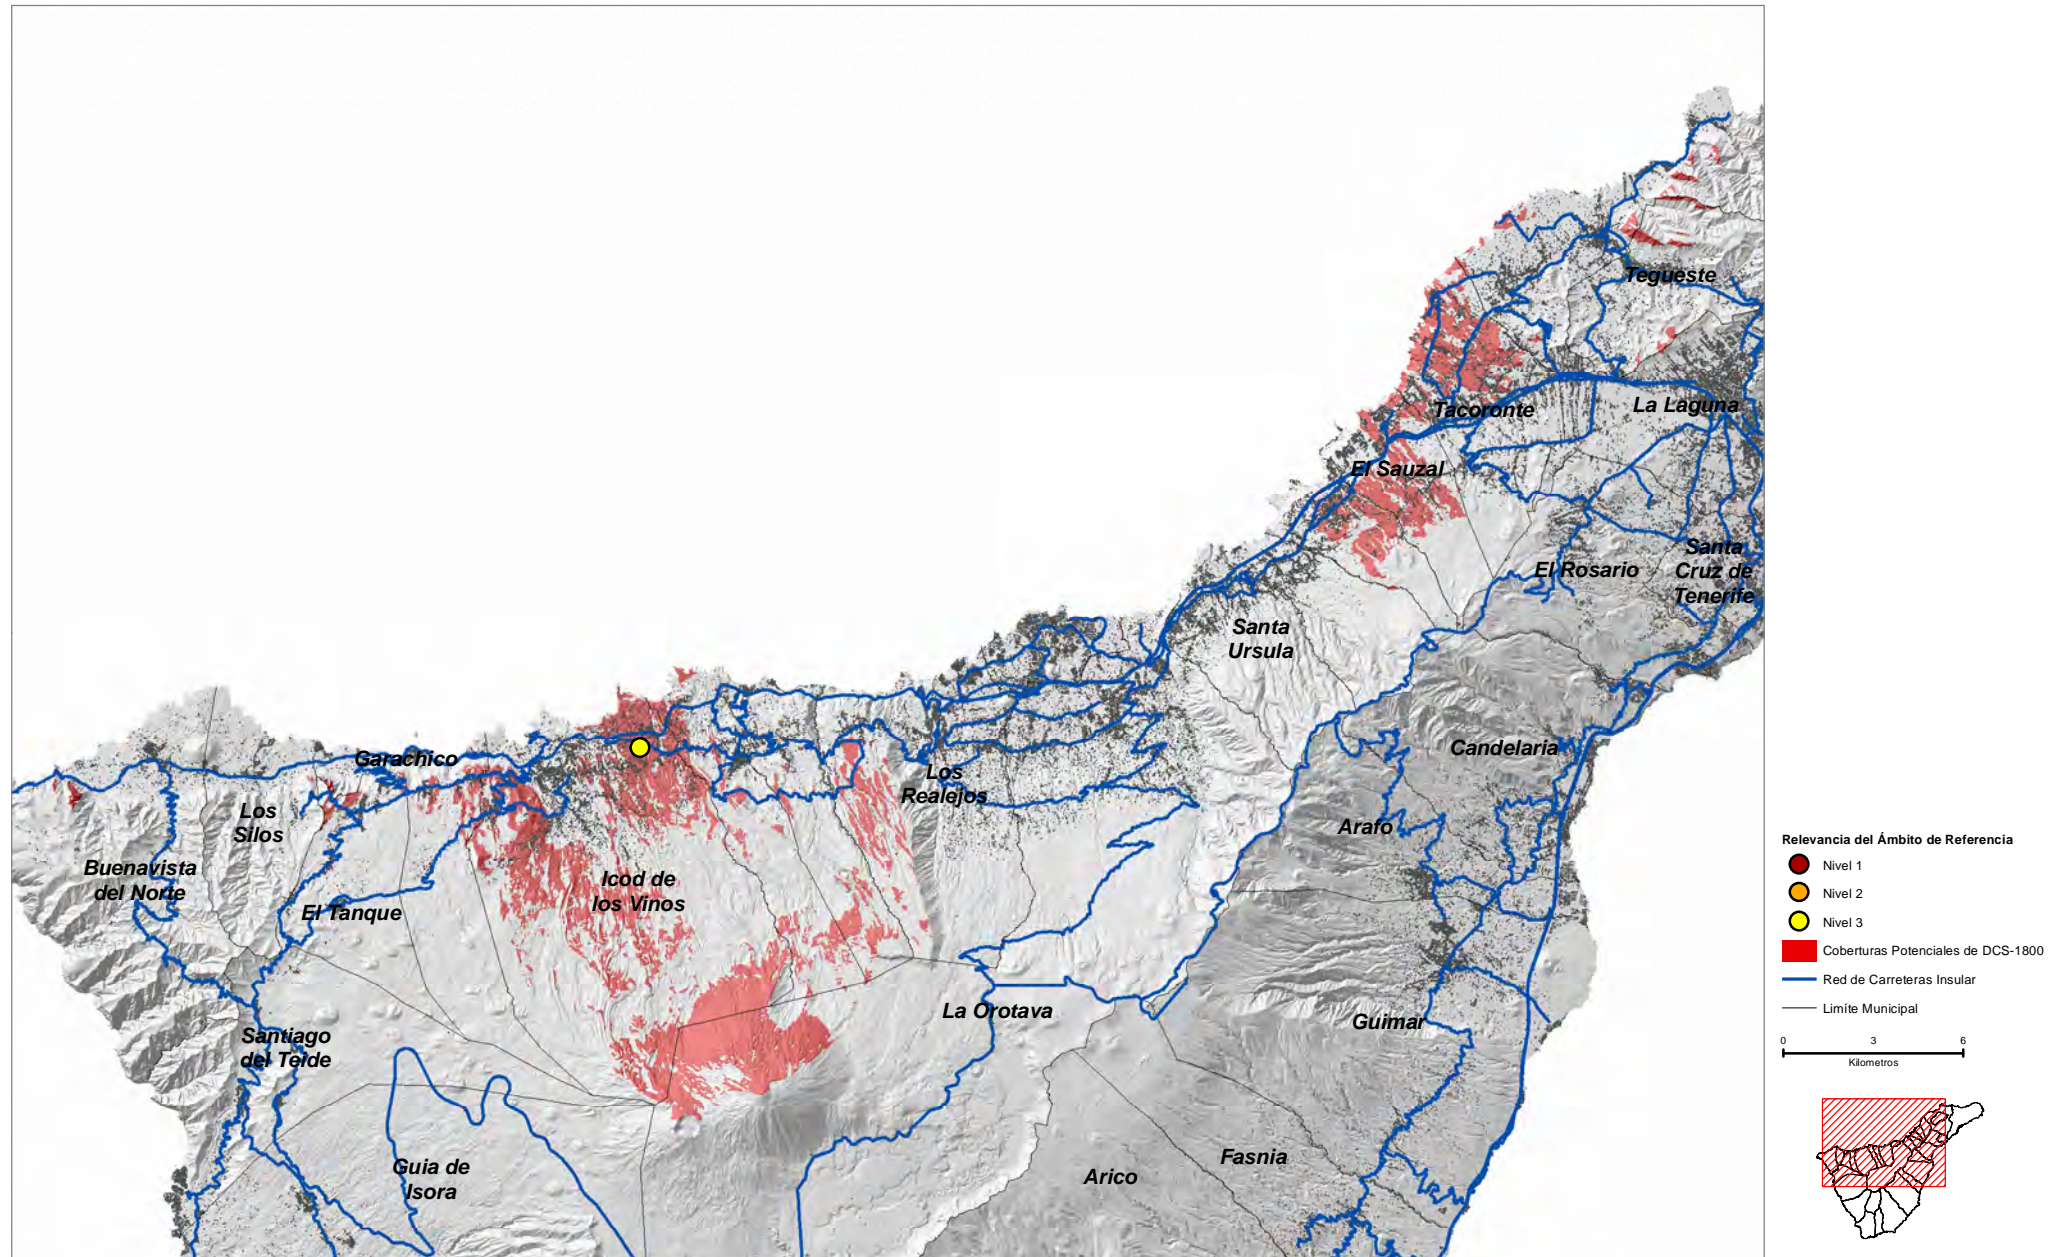 Tegueste
Tacoronte
La Laguna
El Sauzal
Santa
Cruz de
Tenerife
El Rosario
Santa
Ursula
Candelaria
Garachico
Los
Realejos
Los
Silos
Arafo
Buenavista
del Norte
Icod de
los Vinos
El Tanque
La Orotava
Guimar
Santiago
del Teide
Guia de
Isora
Fasnia
Arico
Relevancia del Ámbito de Referencia
Nivel 1
Nivel 2
Nivel 3
Coberturas Potenciales de DCS-1800
Red de Carreteras Insular
Limíte Municipal
0 3 6
Kilometros